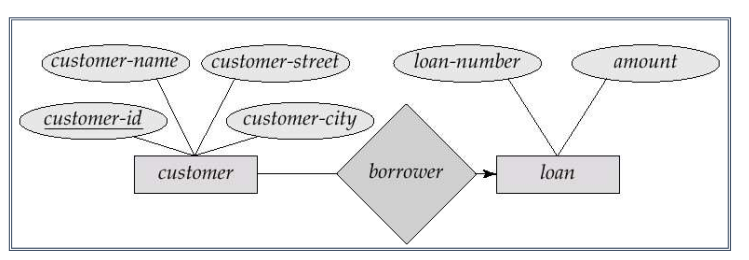 customer-name
customer-street
loan-number
amount
customer-id
customer-city
customer
borrower
loan